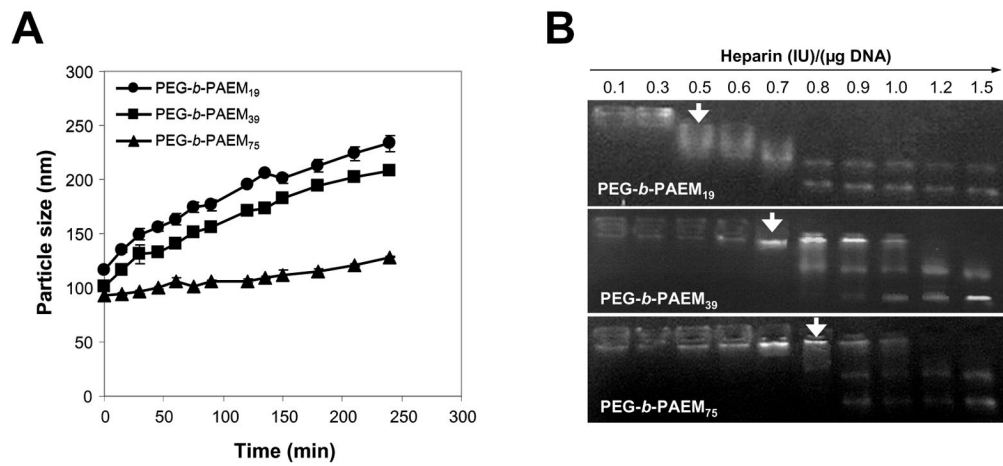 A
300
250
200
150
100
50
0
Particle size (nm)
PEG-b-PAEM19
PEG-b-PAEM39
PEG-b-PAEM75
0 50 100 150 200 250 300
Time (min)
B
Heparin (IU)/(μg DNA)
0.1 0.3 0.5 0.6 0.7 0.8 0.9 1.0 1.2 1.5
PEG-b-PAEM19
PEG-b-PAEM39
PEG-b-PAEM75